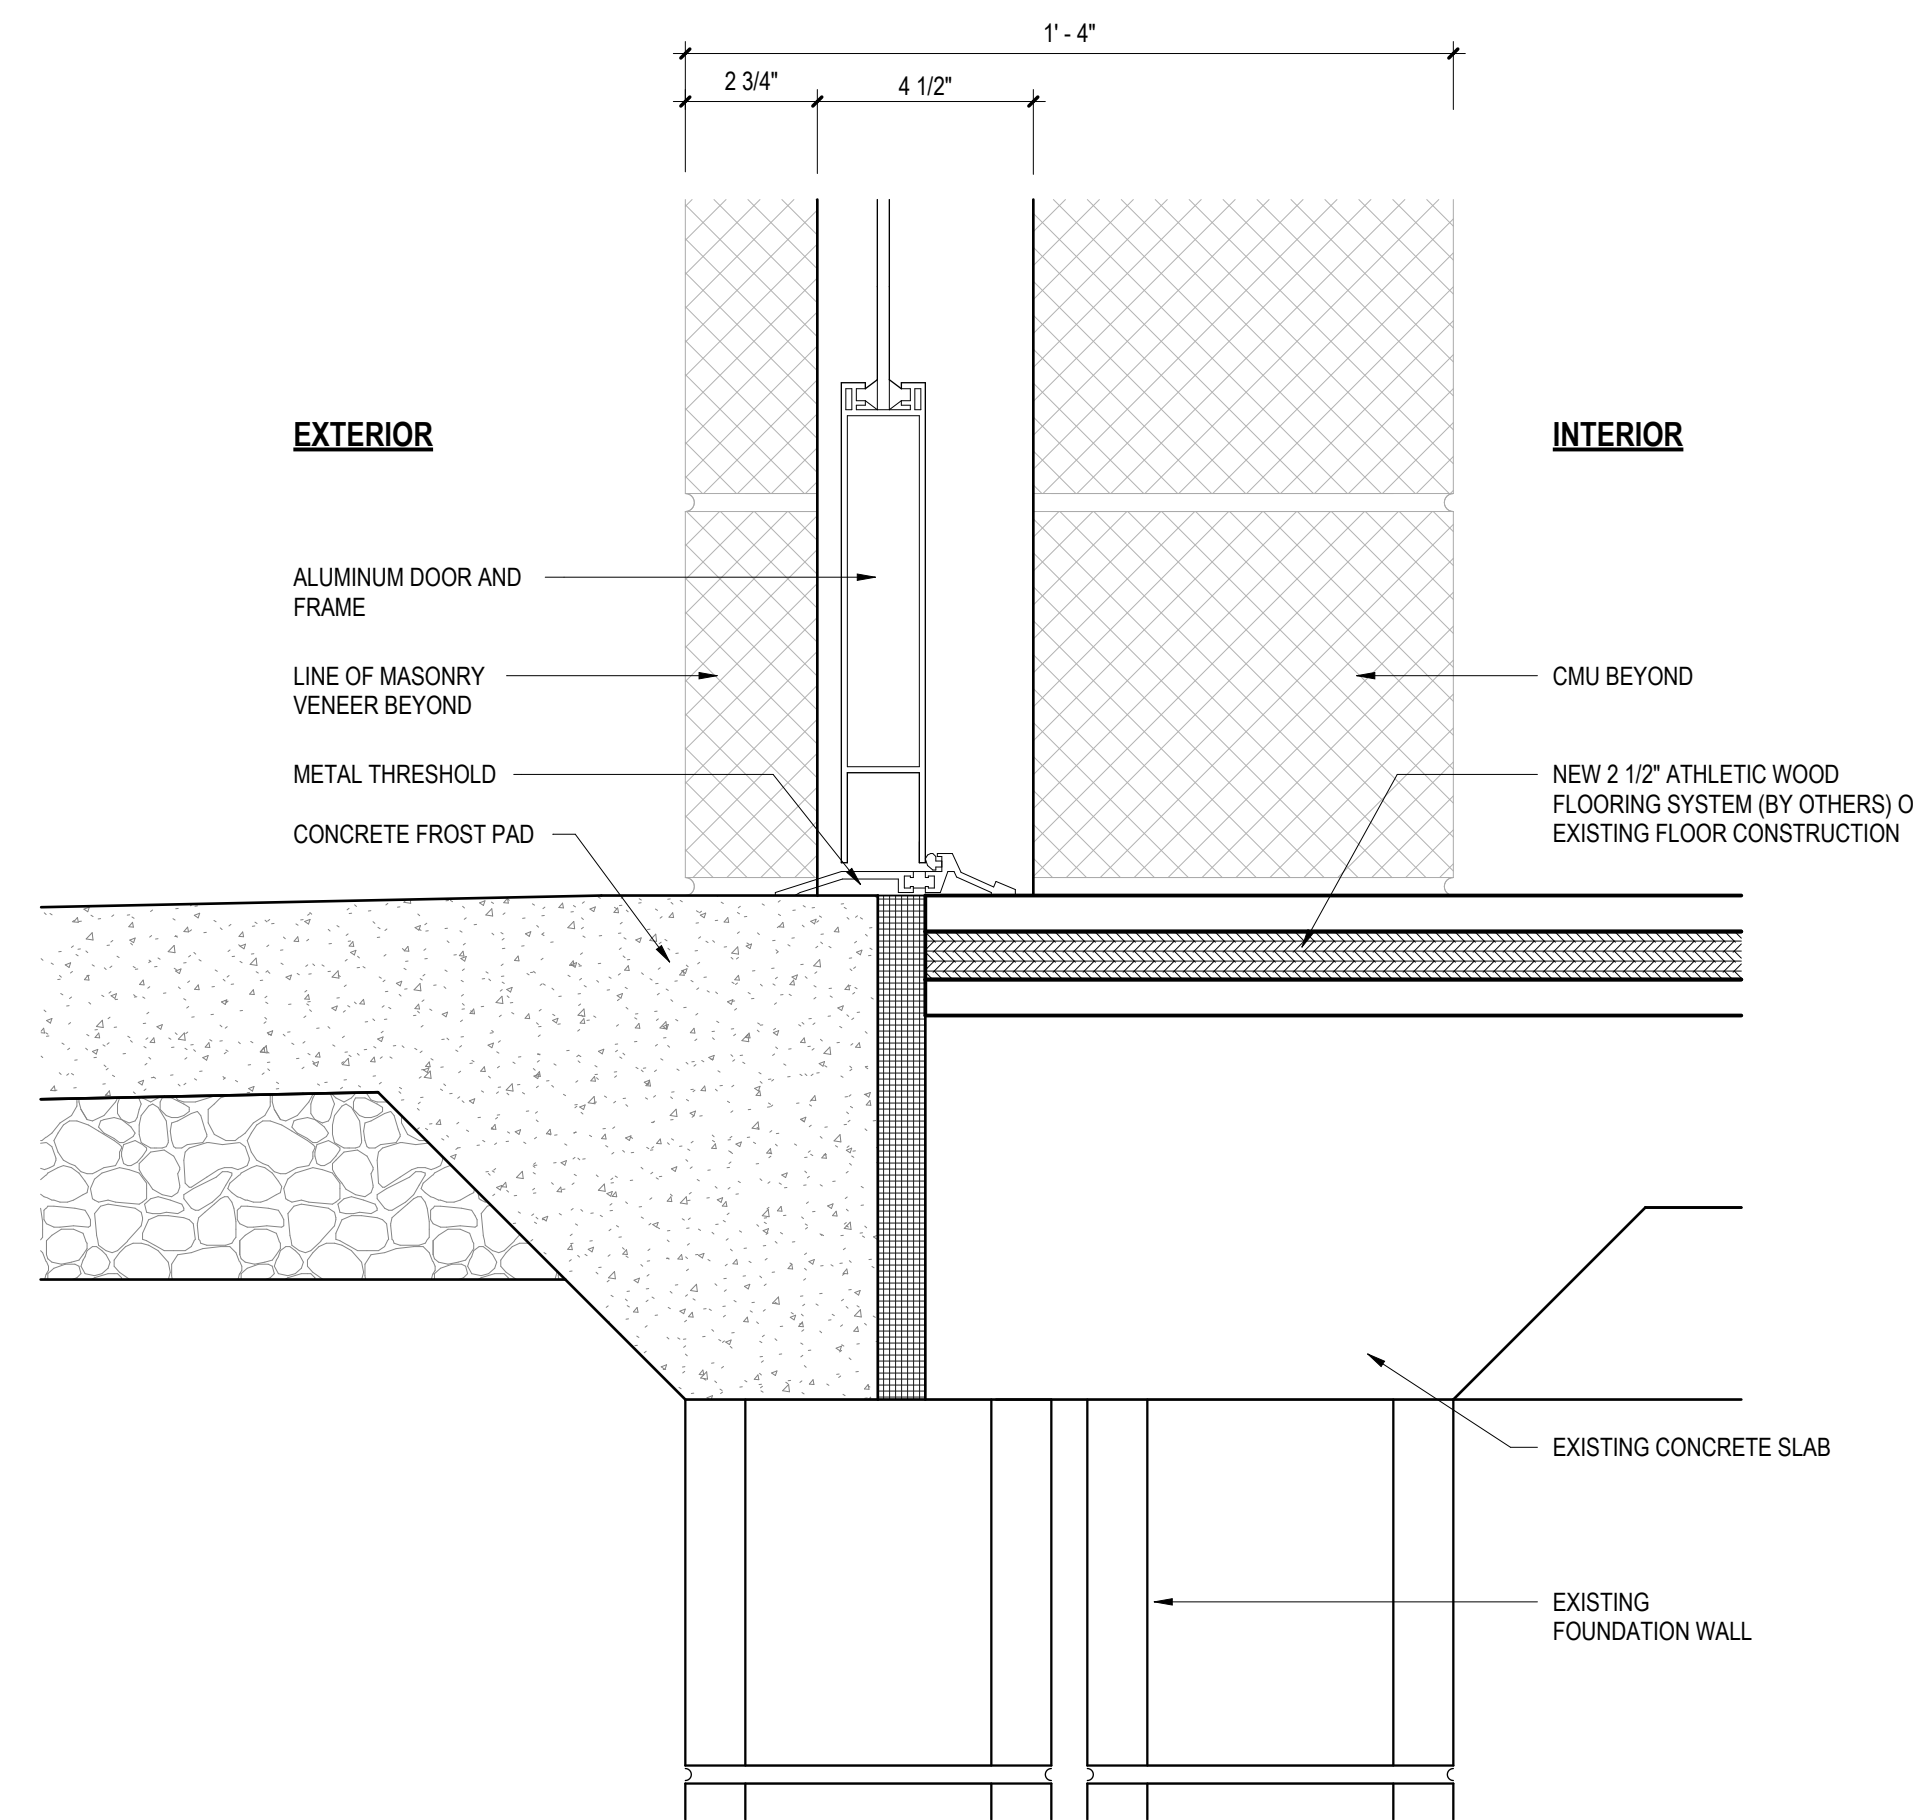 1' - 4"
2 3/4"
4 1/2"
EXTERIOR
INTERIOR
ALUMINUM DOOR AND
FRAME
LINE OF MASONRY
VENEER BEYOND
METAL THRESHOLD
CONCRETE FROST PAD
CMU BEYOND
NEW 2 1/2" ATHLETIC WOOD
FLOORING SYSTEM (BY OTHERS)
EXISTING FLOOR CONSTRUCTION
EXISTING CONCRETE SLAB
EXISTING
FOUNDATION WALL